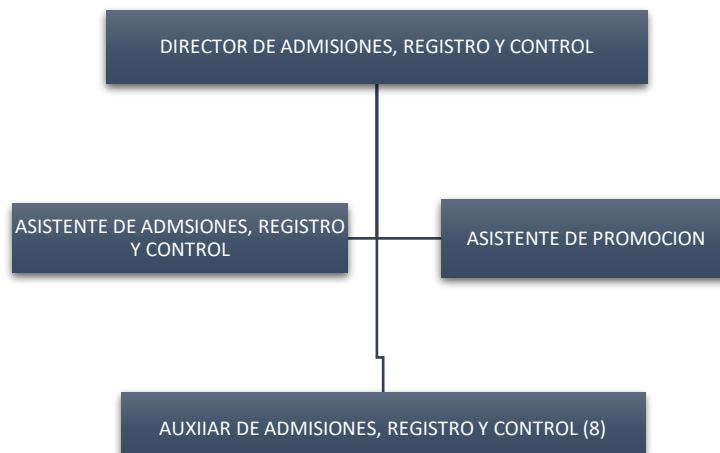 DIRECTOR DE ADMISIONES, REGISTRO Y CONTROL
ASISTENTE DE ADMSIONES, REGISTRO
Y CONTROL
ASISTENTE DE PROMOCION
AUXIIAR DE ADMISIONES, REGISTRO Y CONTROL (8)